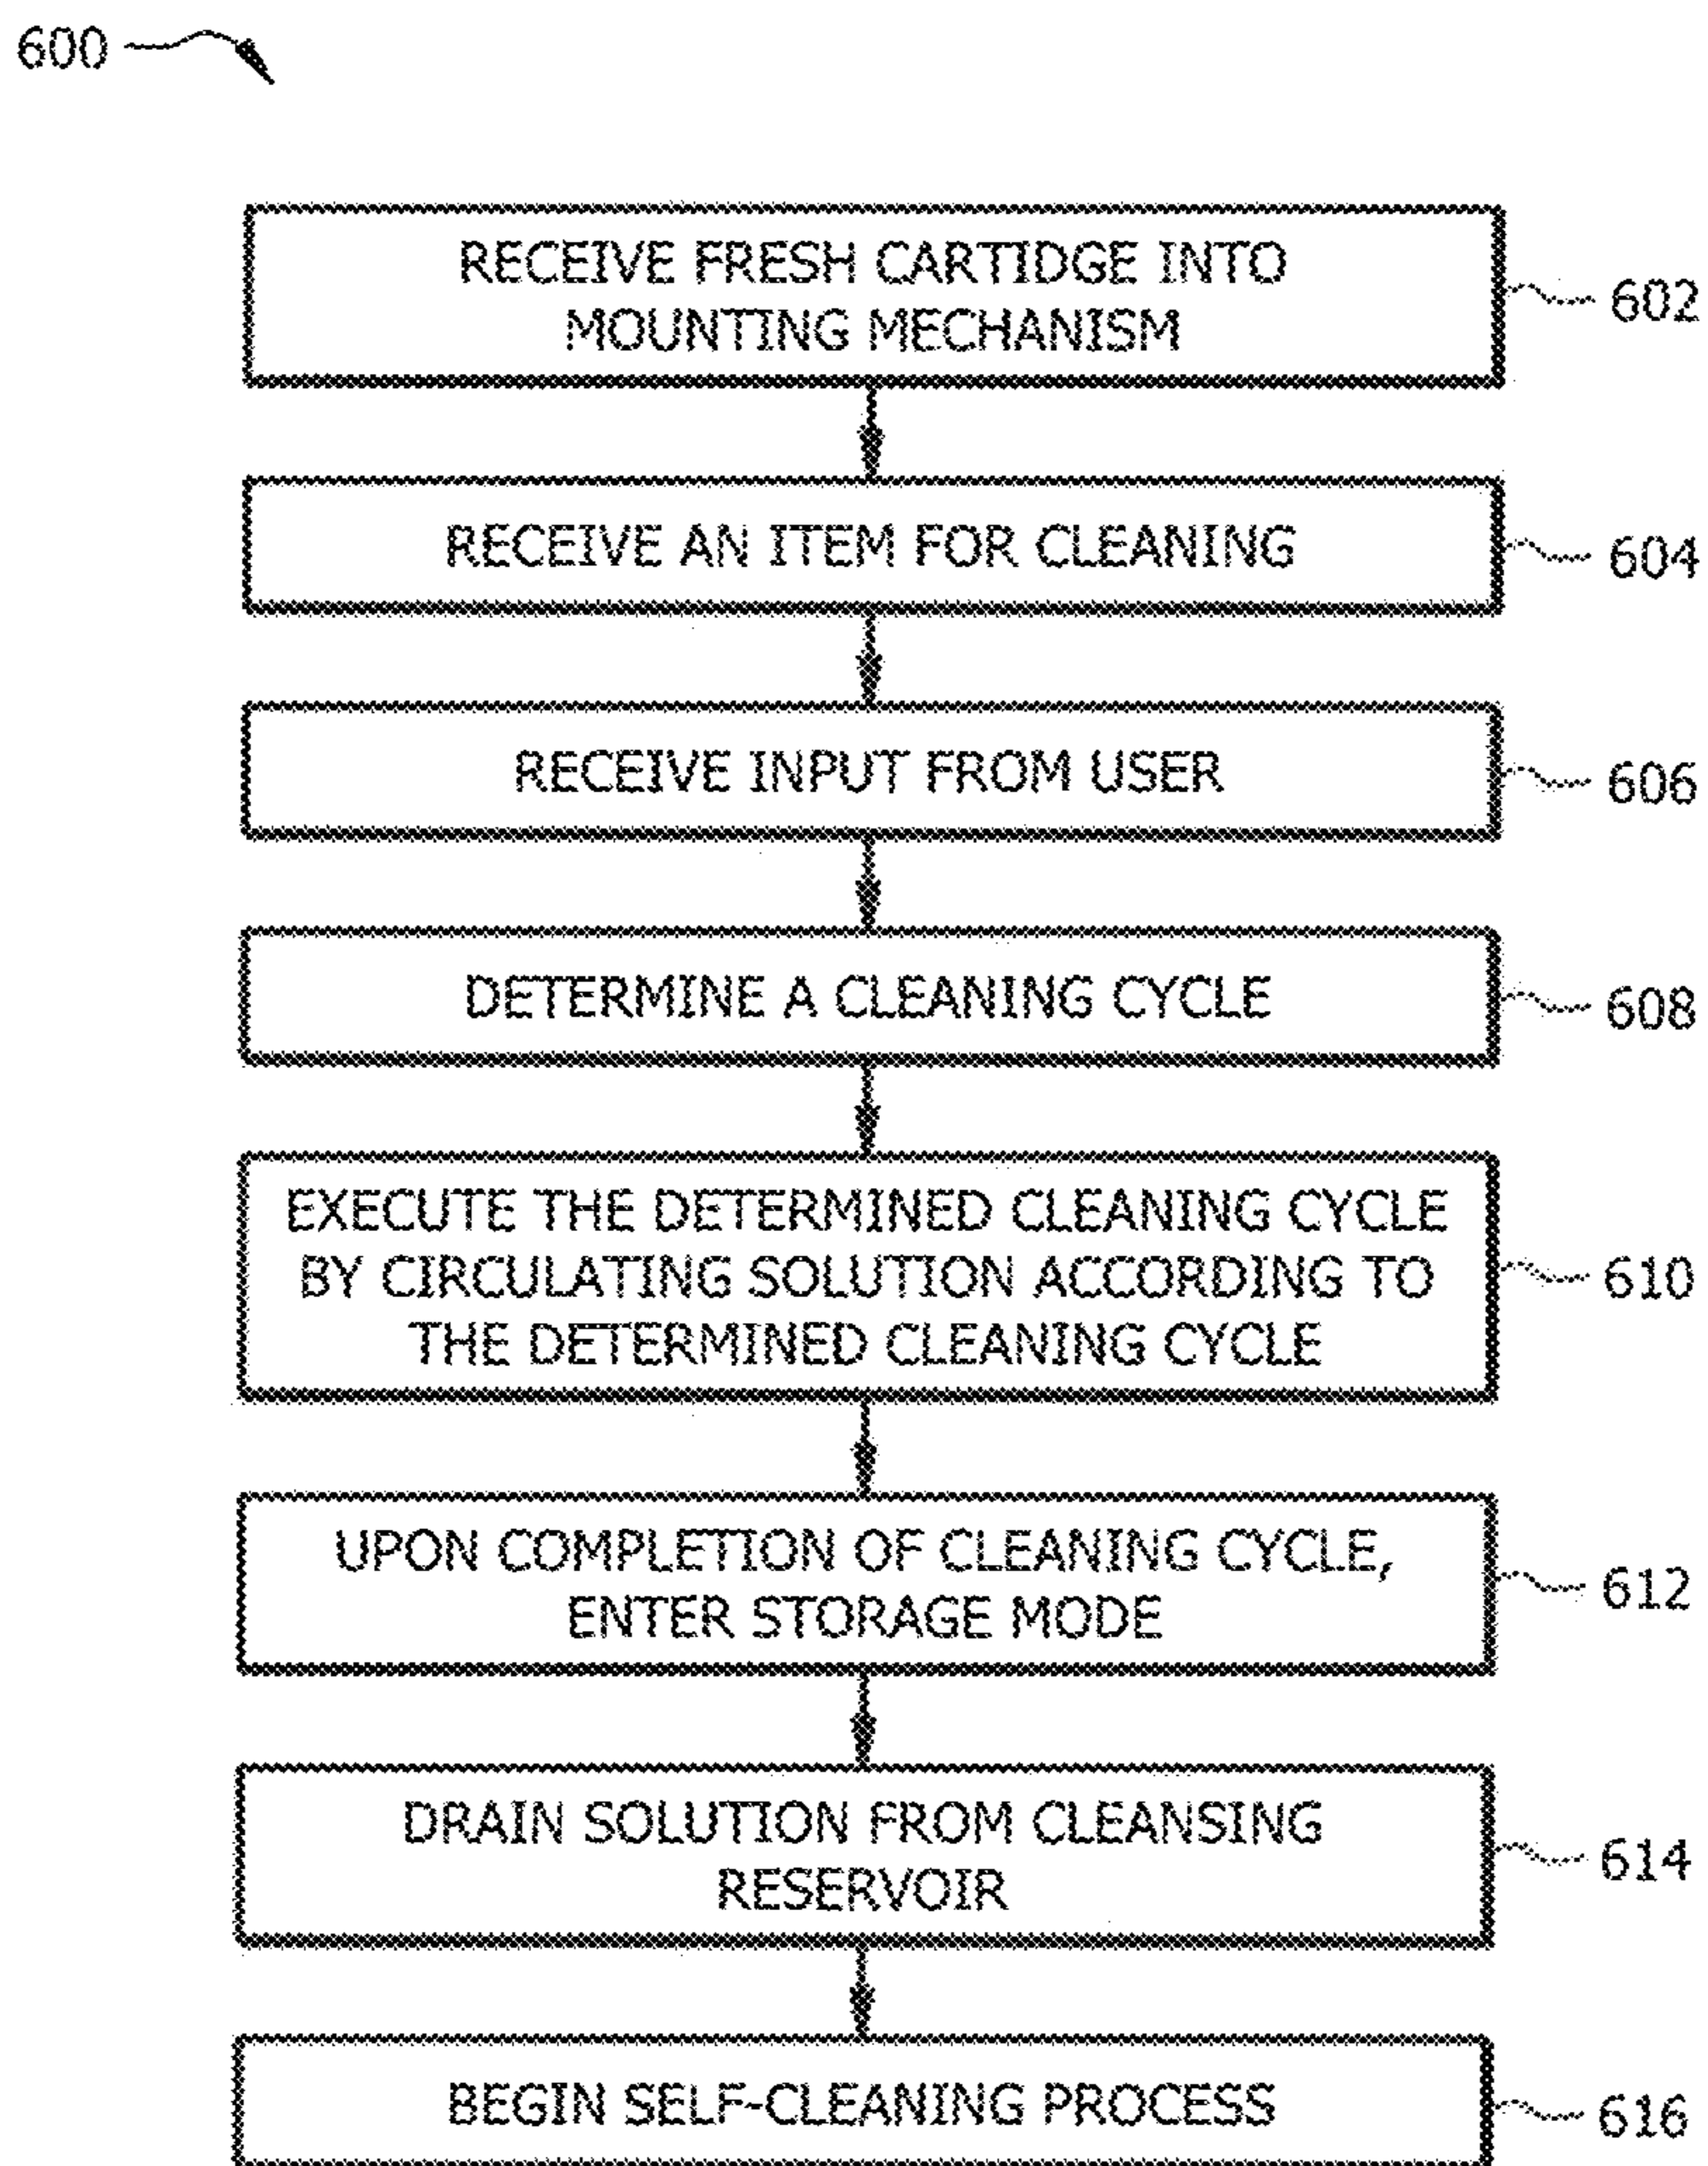 600
RECEIVE FRESH CARTIDGE INTO
MOUNTING MECHANISM
602
RECEIVE AN ITEM FOR CLEANING
604
RECEIVE INPUT FROM USER
606
DETERMINE A CLEANING CYCLE
608
EXECUTE THE DETERMINED CLEANING CYCLE
BY CIRCULATING SOLUTION ACCORDING TO
THE DETERMINED CLEANING CYCLE
610
UPON COMPLETION OF CLEANING CYCLE,
ENTER STORAGE MODE
612
DRAIN SOLUTION FROM CLEANSING
RESERVOIR
614
BEGIN SELF-CLEANING PROCESS
616